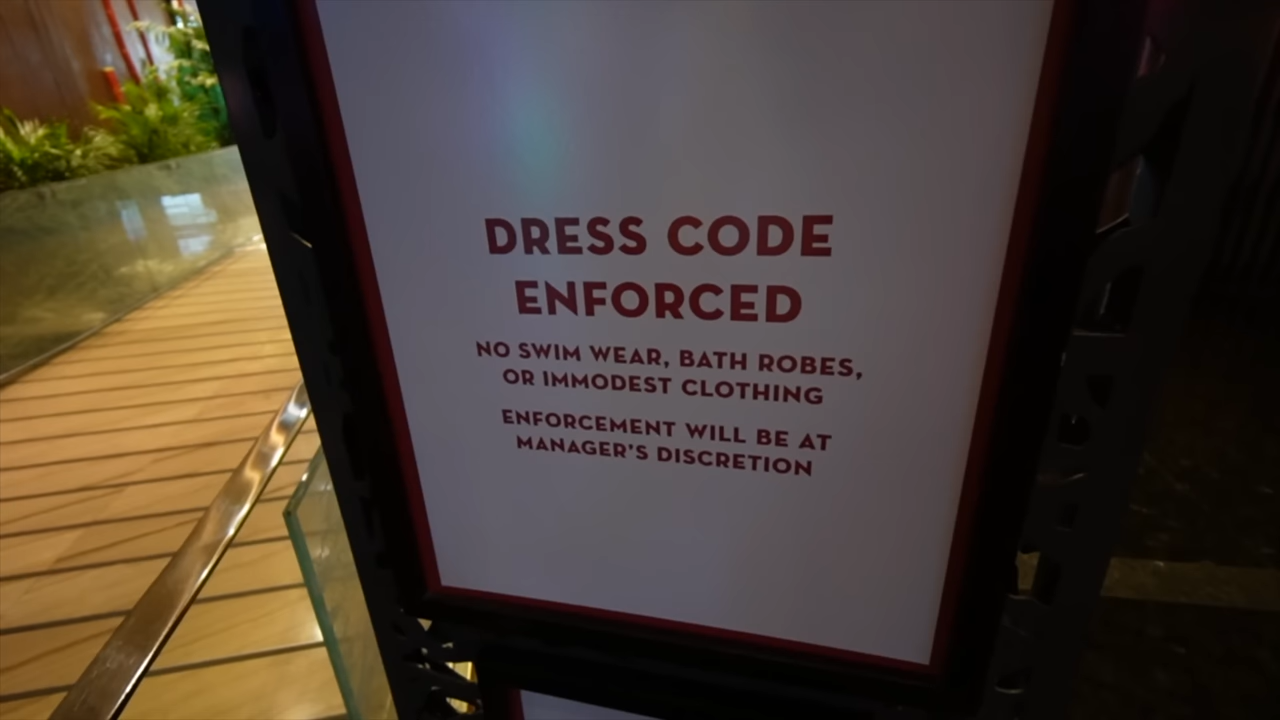 DRESS CODE
ENFORCED
NO SWIM WEAR, BATH ROBES,
OR IMMODEST CLOTHING
ENFORCEMENT WILL BE AT
MANAGER'S DISCRETION